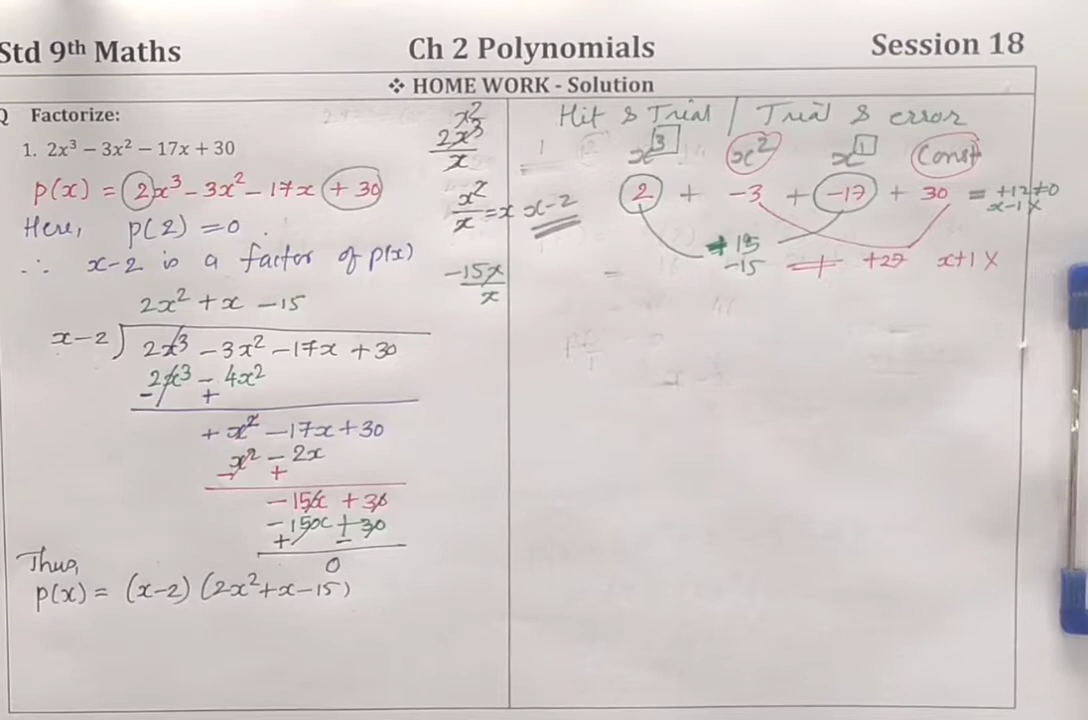 Std 9th Maths
Ch 2 Polynomials
Session 18
❖ HOME WORK - Solution
Q Factorize:
1. 2x³ – 3x² – 17x + 30
p(x) = 2x³ - 3x² - 17x + 30
Here, p(2) = 0
∴ x-2 is a factor of p(x)
2x² + x - 15
x-2 ) 2x³ - 3x² - 17x + 30
2x³ - 4x²
- +
+ x² - 17x + 30
x² - 2x
- +
- 15x + 30
- 15x + 30
+ -
0
Thus,
p(x) = (x-2) (2x²+x-15)
x²
2x³
x
x²
x
= x
-15x
x
Hit & Trial / Trial & error
1
x³ x² x¹ Const
x-2
2 + -3 + -17 + 30 = +12≠0
x-1 X
-15
+27 x+1 X